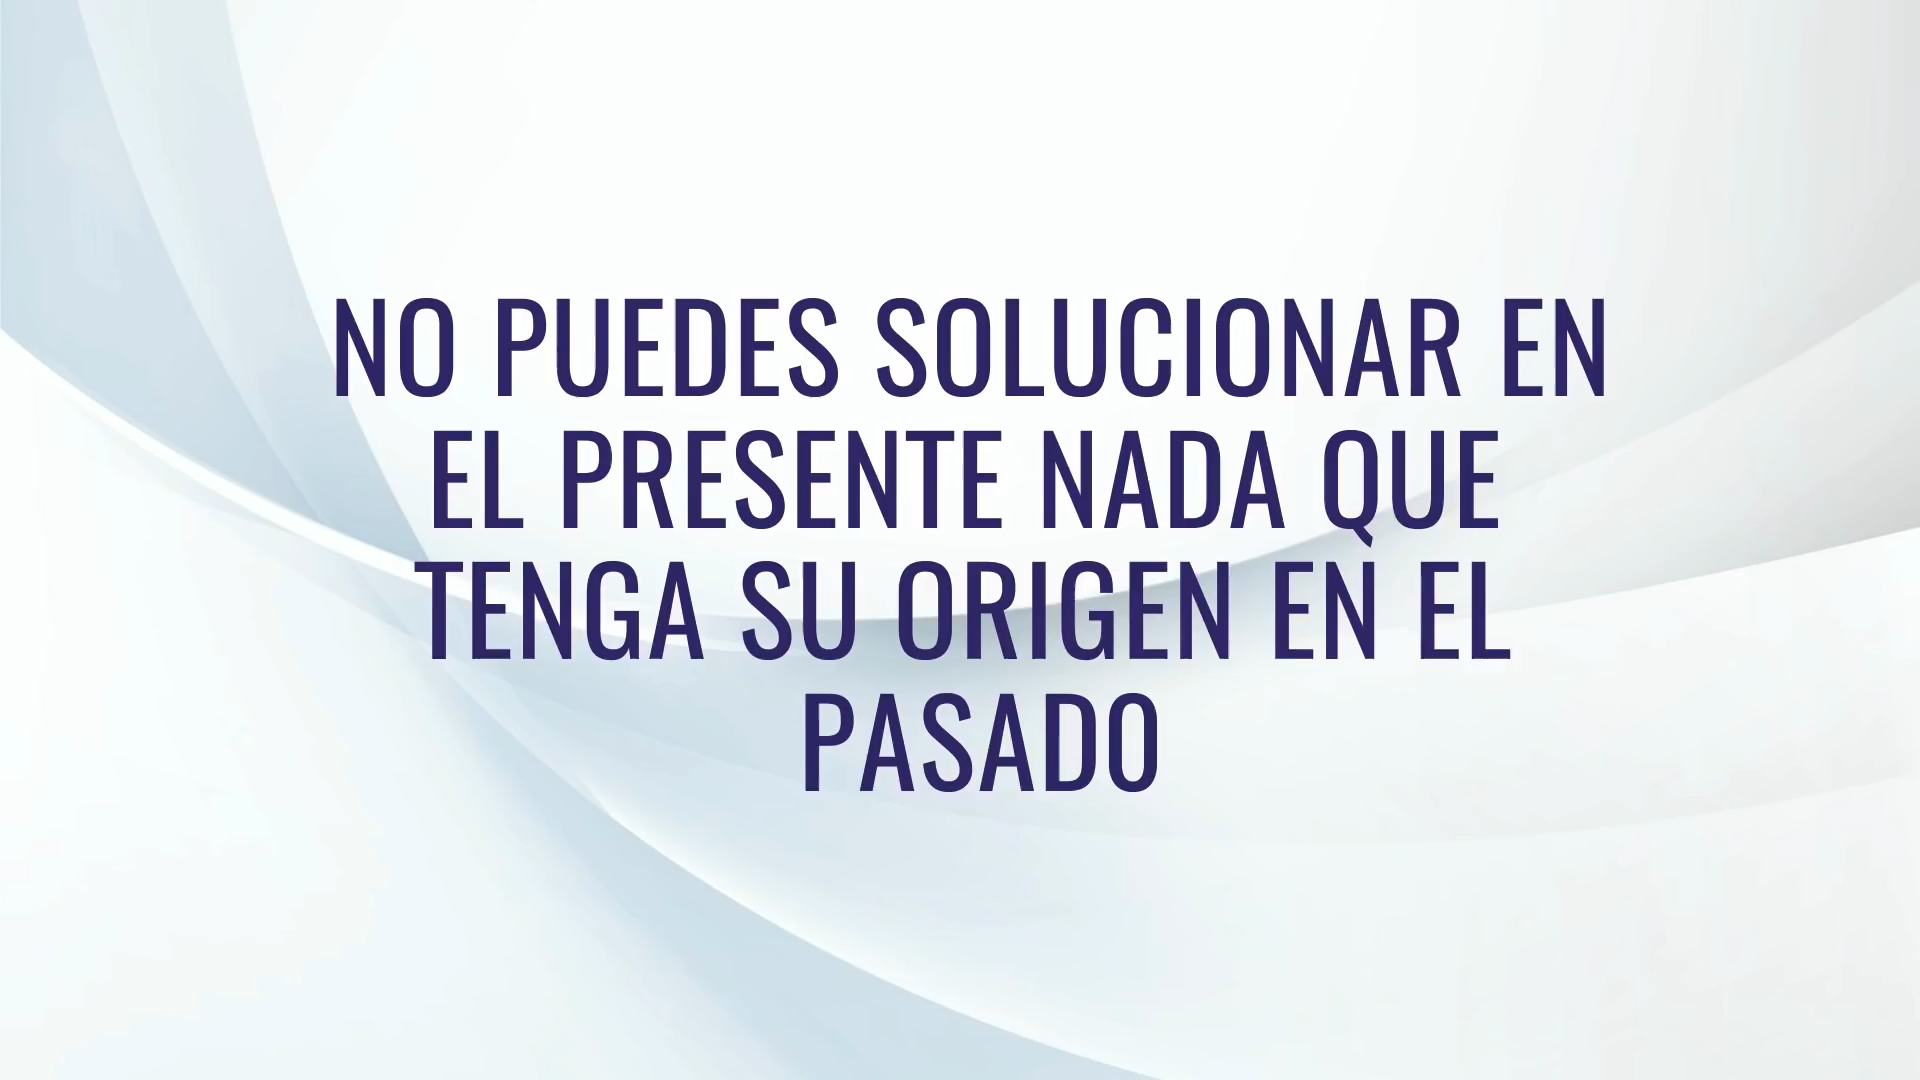 NO PUEDES SOLUCIONAR EN
EL PRESENTE NADA QUE
TENGA SU ORIGEN EN EL
PASADO